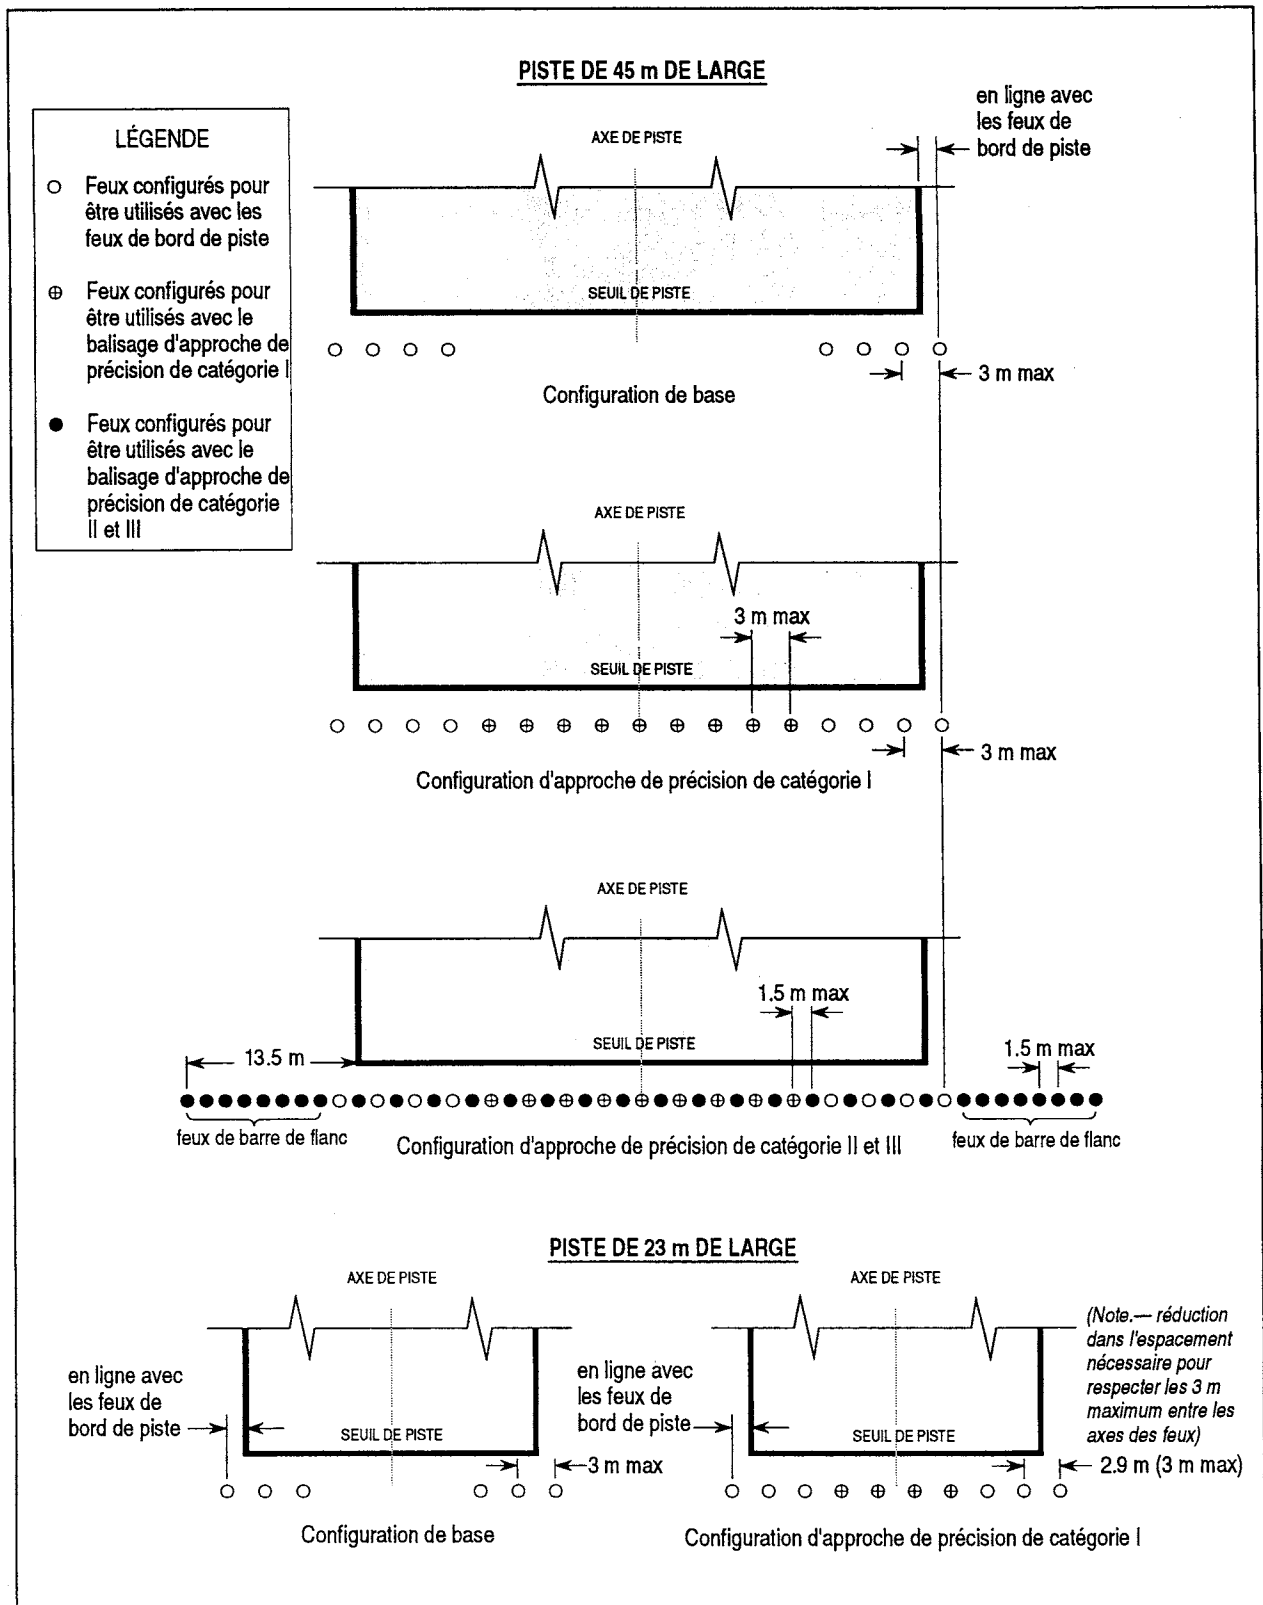 PISTE DE 45 m DE LARGE
LÉGENDE
Feux configurés pour
être utilisés avec les
feux de bord de piste
Feux configurés pour
être utilisés avec le
balisage d'approche de
précision de catégorie I
Feux configurés pour
être utilisés avec le
balisage d'approche de
précision de catégorie
II et III
en ligne avec
les feux de
bord de piste
AXE DE PISTE
SEUIL DE PISTE
3 m max
Configuration de base
AXE DE PISTE
3 m max
SEUIL DE PISTE
3 m max
Configuration d'approche de précision de catégorie I
AXE DE PISTE
1.5 m max
SEUIL DE PISTE
13.5 m
1.5 m max
feux de barre de flanc
Configuration d'approche de précision de catégorie II et III
feux de barre de flanc
PISTE DE 23 m DE LARGE
AXE DE PISTE
en ligne avec
les feux de
bord de piste
SEUIL DE PISTE
3 m max
Configuration de base
AXE DE PISTE
en ligne avec
les feux de
bord de piste
SEUIL DE PISTE
(Note.— réduction
dans l'espacement
nécessaire pour
respecter les 3 m
maximum entre les
axes des feux)
2.9 m (3 m max)
Configuration d'approche de précision de catégorie I